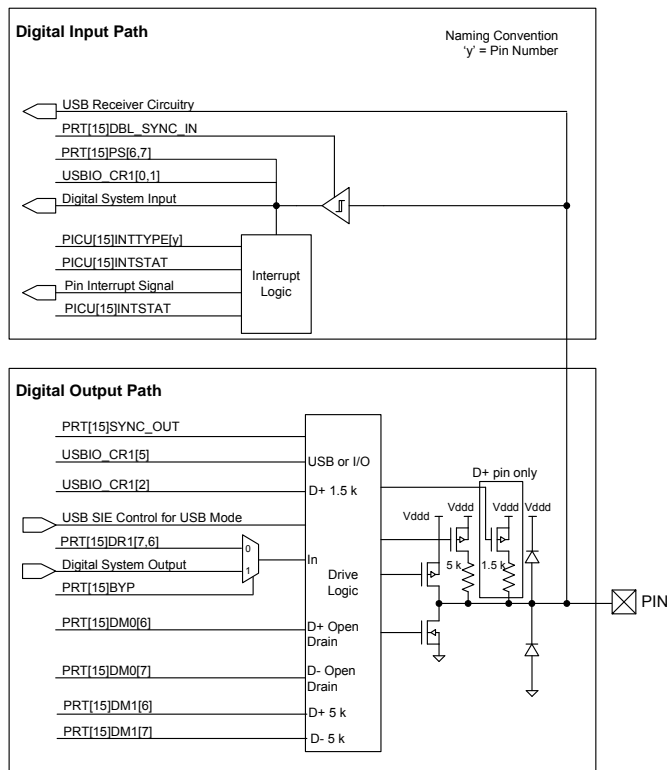 Digital Input Path
Naming Convention
‘y’ = Pin Number
USB Receiver Circuitry
PRT[15]DBL_SYNC_IN
PRT[15]PS[6,7]
USBIO_CR1[0,1]
Digital System Input
PICU[15]INTTYPE[y]
PICU[15]INTSTAT
Pin Interrupt Signal
PICU[15]INTSTAT
Interrupt
Logic
Digital Output Path
PRT[15]SYNC_OUT
USBIO_CR1[5]
USB or I/O
D+ pin only
USBIO_CR1[2]
D+ 1.5 k
Vddd
Vddd
Vddd
Vddd
USB SIE Control for USB Mode
PRT[15]DR1[7,6]
0
In
5 k
1.5 k
Digital System Output
1
Drive
Logic
PRT[15]BYP
PIN
PRT[15]DM0[6]
D+ Open
Drain
PRT[15]DM0[7]
D- Open
Drain
PRT[15]DM1[6]
D+ 5 k
PRT[15]DM1[7]
D- 5 k